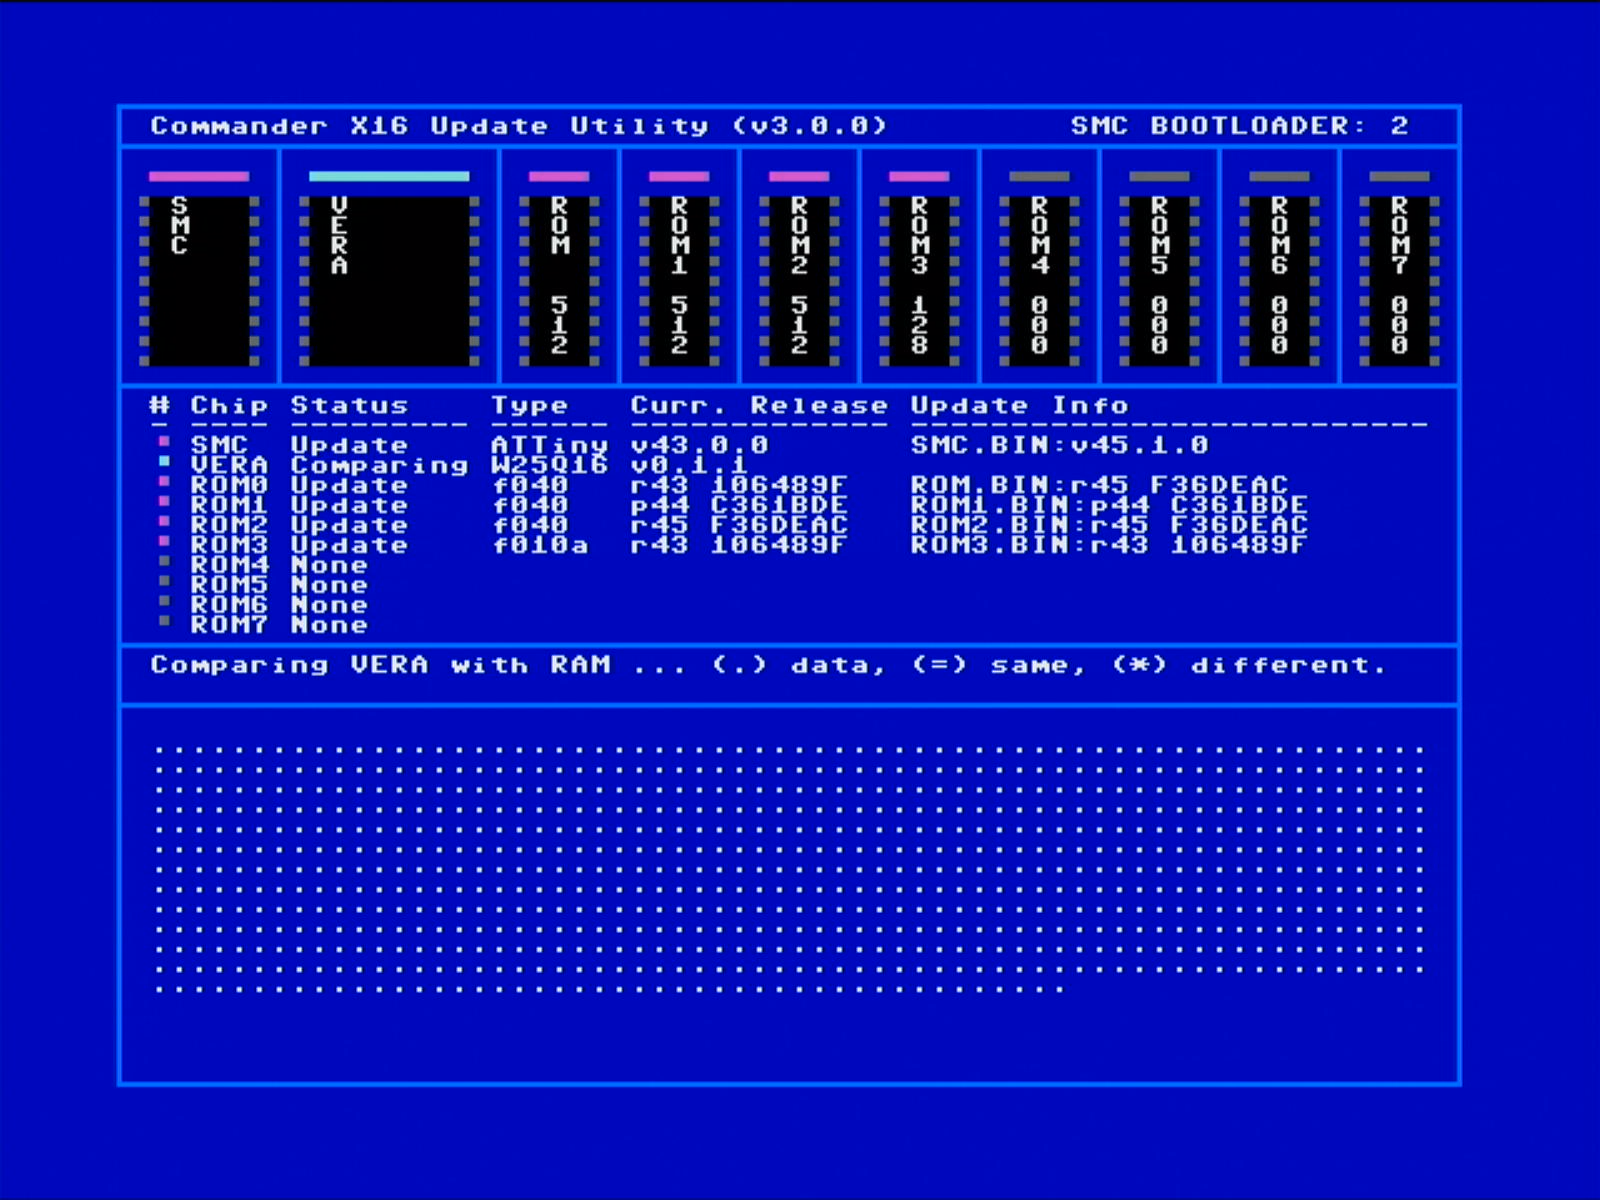 Commander X16 Update Utility (v3.0.0) SMC BOOTLOADER: 2
SMC VERA ROM 512 ROM1 512 ROM2 512 ROM3 128 ROM4 000 ROM5 000 ROM6 000 ROM7 000
# Chip Status Type Curr. Release Update Info
- ---- --------- ------ ------------- --------------------------
SMC Update ATTiny v43.0.0 SMC.BIN:v45.1.0
VERA Comparing W25Q16 v0.1.1
ROM0 Update f040 r43 106489F ROM.BIN:r45 F36DEAC
ROM1 Update f040 p44 C361BDE ROM1.BIN:p44 C361BDE
ROM2 Update f040 r45 F36DEAC ROM2.BIN:r45 F36DEAC
ROM3 Update f010a r43 106489F ROM3.BIN:r43 106489F
ROM4 None
ROM5 None
ROM6 None
ROM7 None
Comparing VERA with RAM ... (.) data, (=) same, (*) different.
................................................................
................................................................
................................................................
................................................................
................................................................
................................................................
................................................................
................................................................
................................................................
................................................................
................................................................
................................................................
..............................................